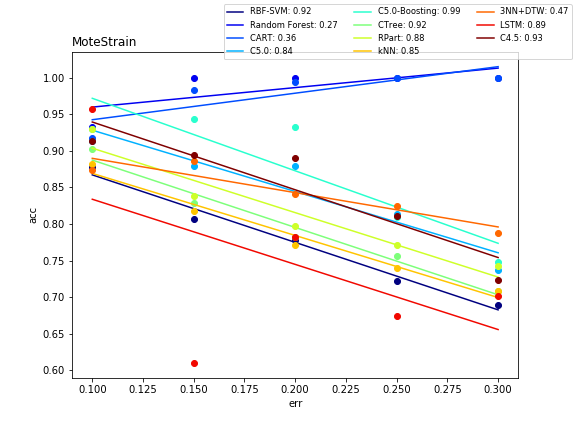 RBF-SVM: 0.92
Random Forest: 0.27
CART: 0.36
C5.0: 0.84
C5.0-Boosting: 0.99
CTree: 0.92
RPart: 0.88
kNN: 0.85
3NN+DTW: 0.47
LSTM: 0.89
C4.5: 0.93
MoteStrain
1.00
0.95
0.90
0.85
0.80
0.75
0.70
0.65
0.60
acc
0.100 0.125 0.150 0.175 0.200 0.225 0.250 0.275 0.300
err